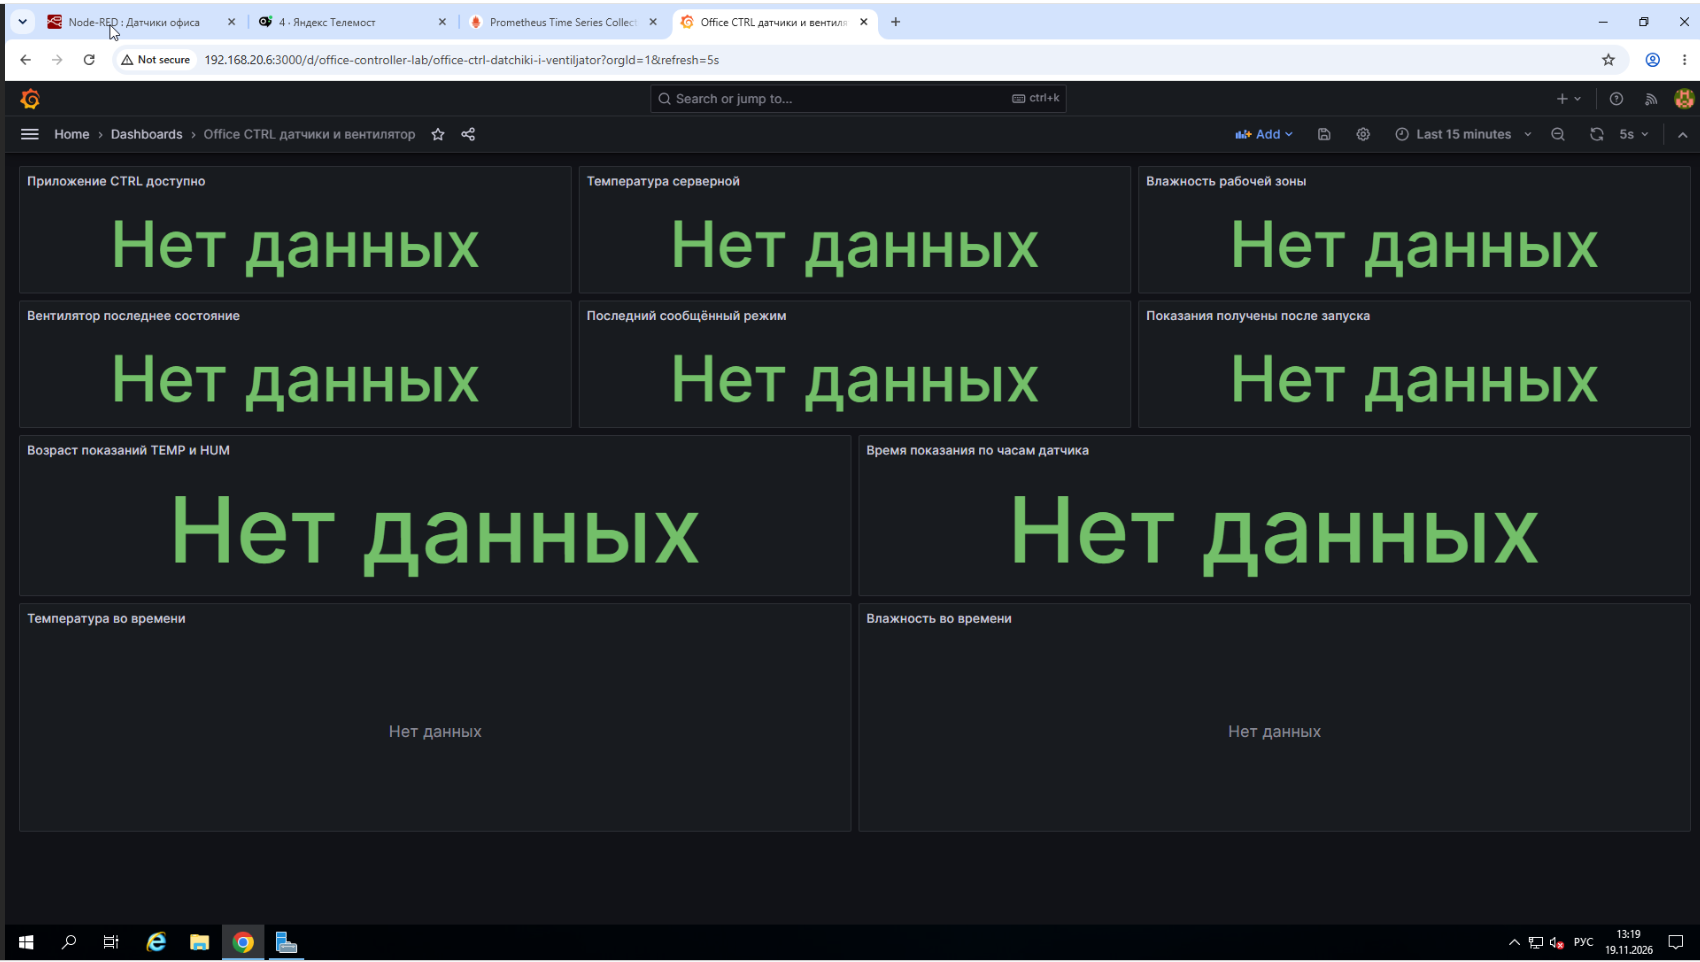 Node-RED : Датчики офиса
4 - Яндекс Телемост
Prometheus Time Series Collect
Office CTRL датчики и вентиля
Not secure
192.168.20.6:3000/d/office-controller-lab/office-ctrl-datchiki-i-ventiljator?orgId=1&refresh=5s
Search or jump to...
ctrl+k
Home › Dashboards › Office CTRL датчики и вентилятор
Add
Last 15 minutes
5s
Приложение CTRL доступно
Нет данных
Температура серверной
Нет данных
Влажность рабочей зоны
Нет данных
Вентилятор последнее состояние
Нет данных
Последний сообщённый режим
Нет данных
Показания получены после запуска
Нет данных
Возраст показаний TEMP и HUM
Нет данных
Время показания по часам датчика
Нет данных
Температура во времени
Нет данных
Влажность во времени
Нет данных
РУС
13:19
19.11.2026